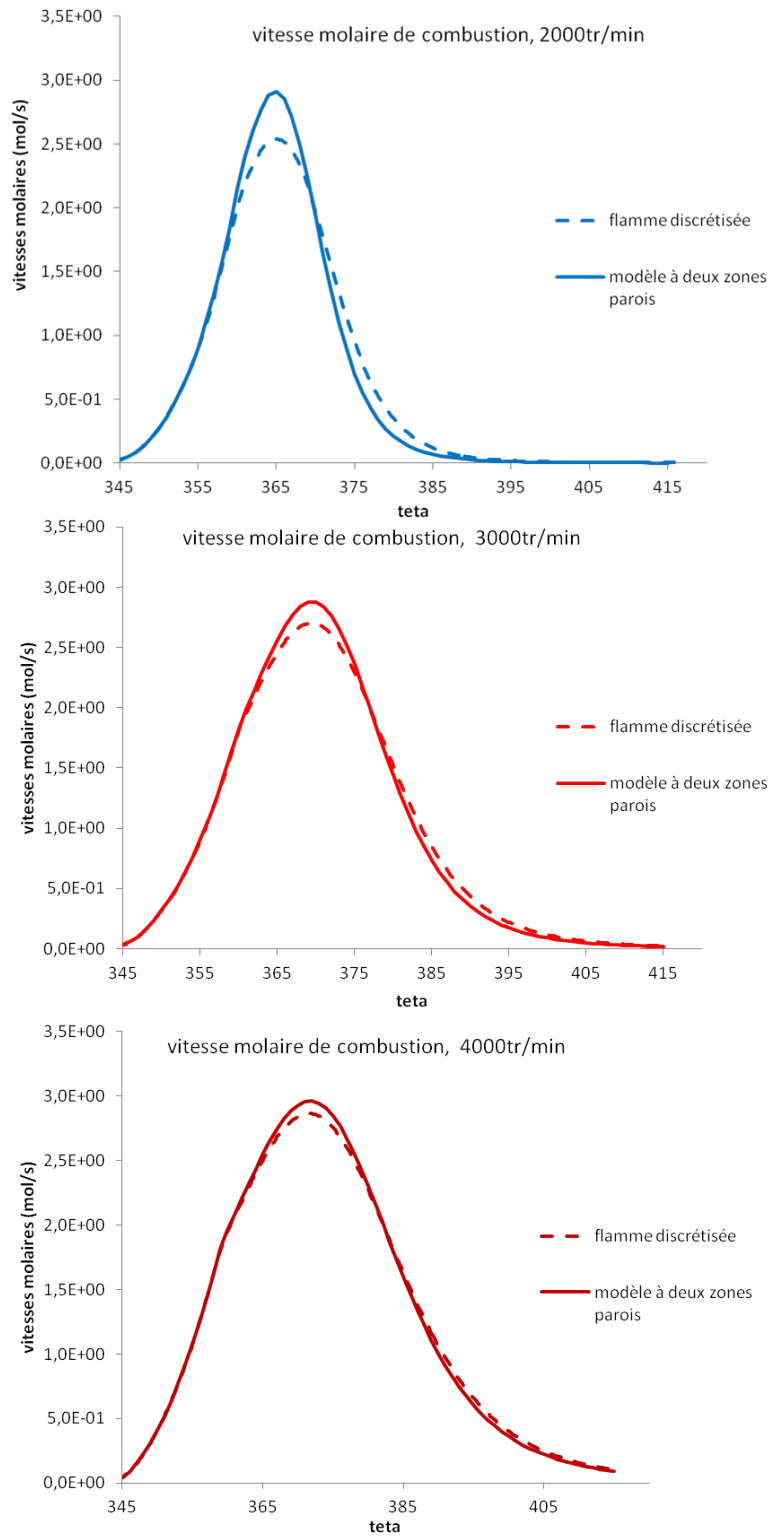 vitesse molaire de combustion, 2000tr/min
vitesses molaires (mol/s)
3,5E+00
3,0E+00
2,5E+00
2,0E+00
1,5E+00
1,0E+00
5,0E-01
0,0E+00
345 355 365 375 385 395 405 415
teta
flamme discrétisée
modèle à deux zones
parois
vitesse molaire de combustion, 3000tr/min
vitesses molaires (mol/s)
3,5E+00
3,0E+00
2,5E+00
2,0E+00
1,5E+00
1,0E+00
5,0E-01
0,0E+00
345 355 365 375 385 395 405 415
teta
flamme discrétisée
modèle à deux zones
parois
vitesse molaire de combustion, 4000tr/min
vitesses molaires (mol/s)
3,5E+00
3,0E+00
2,5E+00
2,0E+00
1,5E+00
1,0E+00
5,0E-01
0,0E+00
345 365 385 405
teta
flamme discrétisée
modèle à deux zones
parois